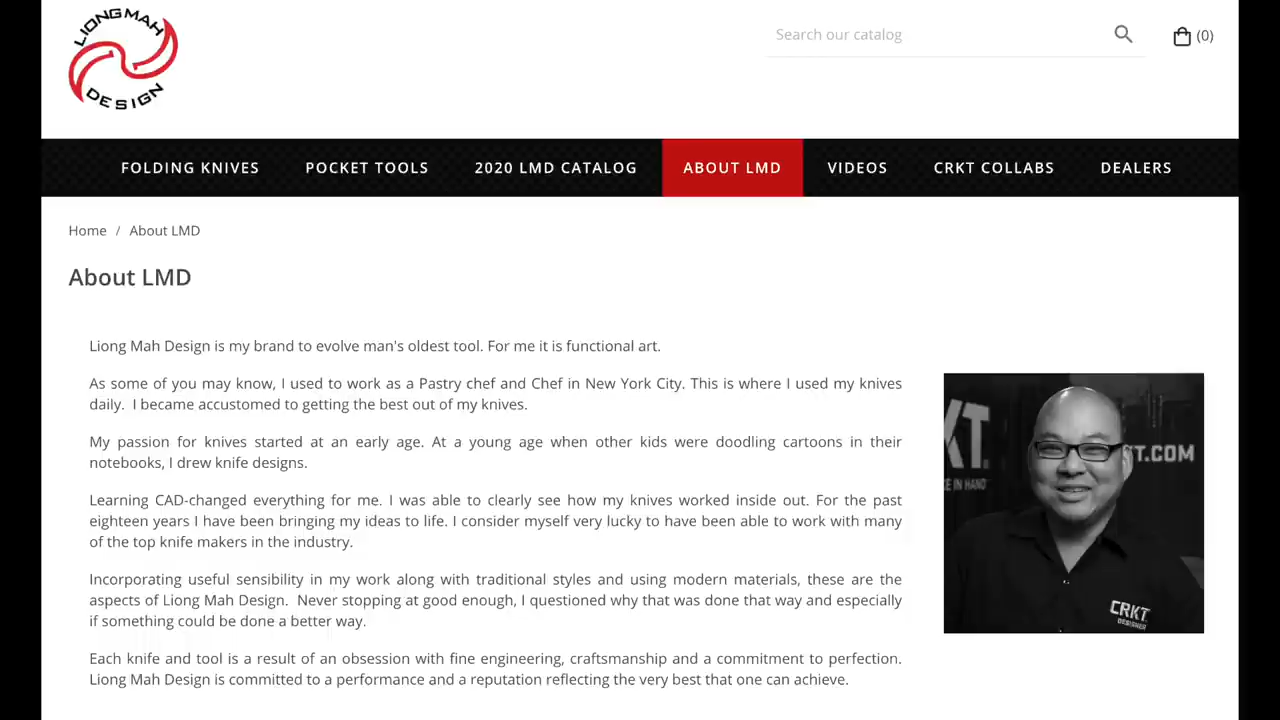 LIONG MAH
DESIGN
Search our catalog
(0)
FOLDING KNIVES
POCKET TOOLS
2020 LMD CATALOG
ABOUT LMD
VIDEOS
CRKT COLLABS
DEALERS
Home / About LMD
About LMD
Liong Mah Design is my brand to evolve man's oldest tool. For me it is functional art.
As some of you may know, I used to work as a Pastry chef and Chef in New York City. This is where I used my knives
daily. I became accustomed to getting the best out of my knives.
My passion for knives started at an early age. At a young age when other kids were doodling cartoons in their
notebooks, I drew knife designs.
Learning CAD-changed everything for me. I was able to clearly see how my knives worked inside out. For the past
eighteen years I have been bringing my ideas to life. I consider myself very lucky to have been able to work with many
of the top knife makers in the industry.
Incorporating useful sensibility in my work along with traditional styles and using modern materials, these are the
aspects of Liong Mah Design. Never stopping at good enough, I questioned why that was done that way and especially
if something could be done a better way.
Each knife and tool is a result of an obsession with fine engineering, craftsmanship and a commitment to perfection.
Liong Mah Design is committed to a performance and a reputation reflecting the very best that one can achieve.
KT.
E IN HAND
T.COM
CRKT
DESIGNER